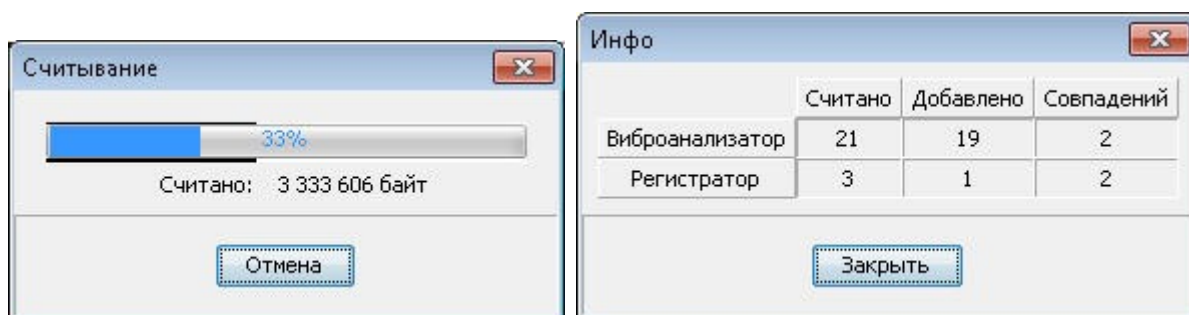 Считывание
33%
Считано: 3 333 606 байт
Отмена
Инфо
Считано Добавлено Совпадений
Виброанализатор 21 19 2
Регистратор 3 1 2
Закрыть